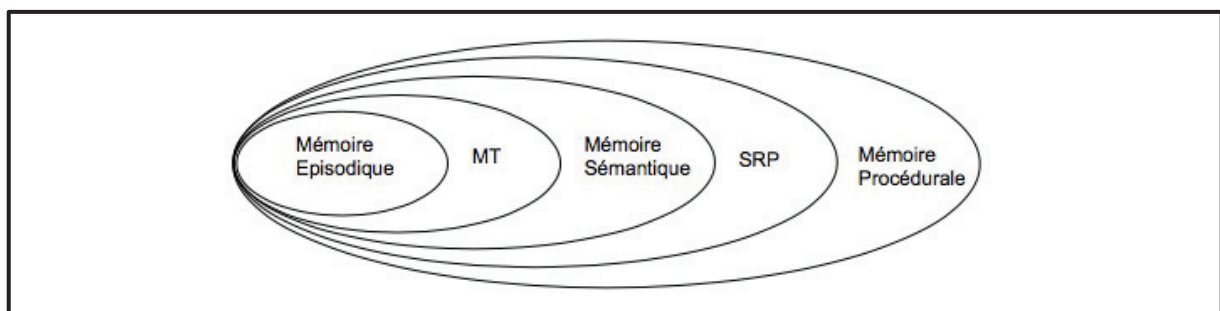 Mémoire
Episodique
MT
Mémoire
Sémantique
SRP
Mémoire
Procédurale